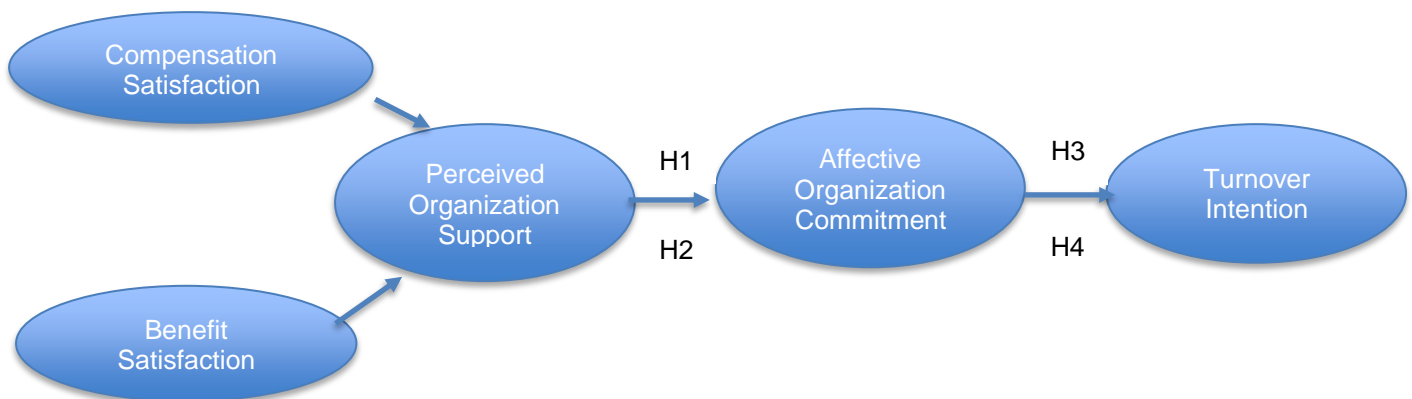 Compensation
Satisfaction
Perceived
Organization
Support
Benefit
Satisfaction
H1
H2
Affective
Organization
Commitment
H3
H4
Turnover
Intention